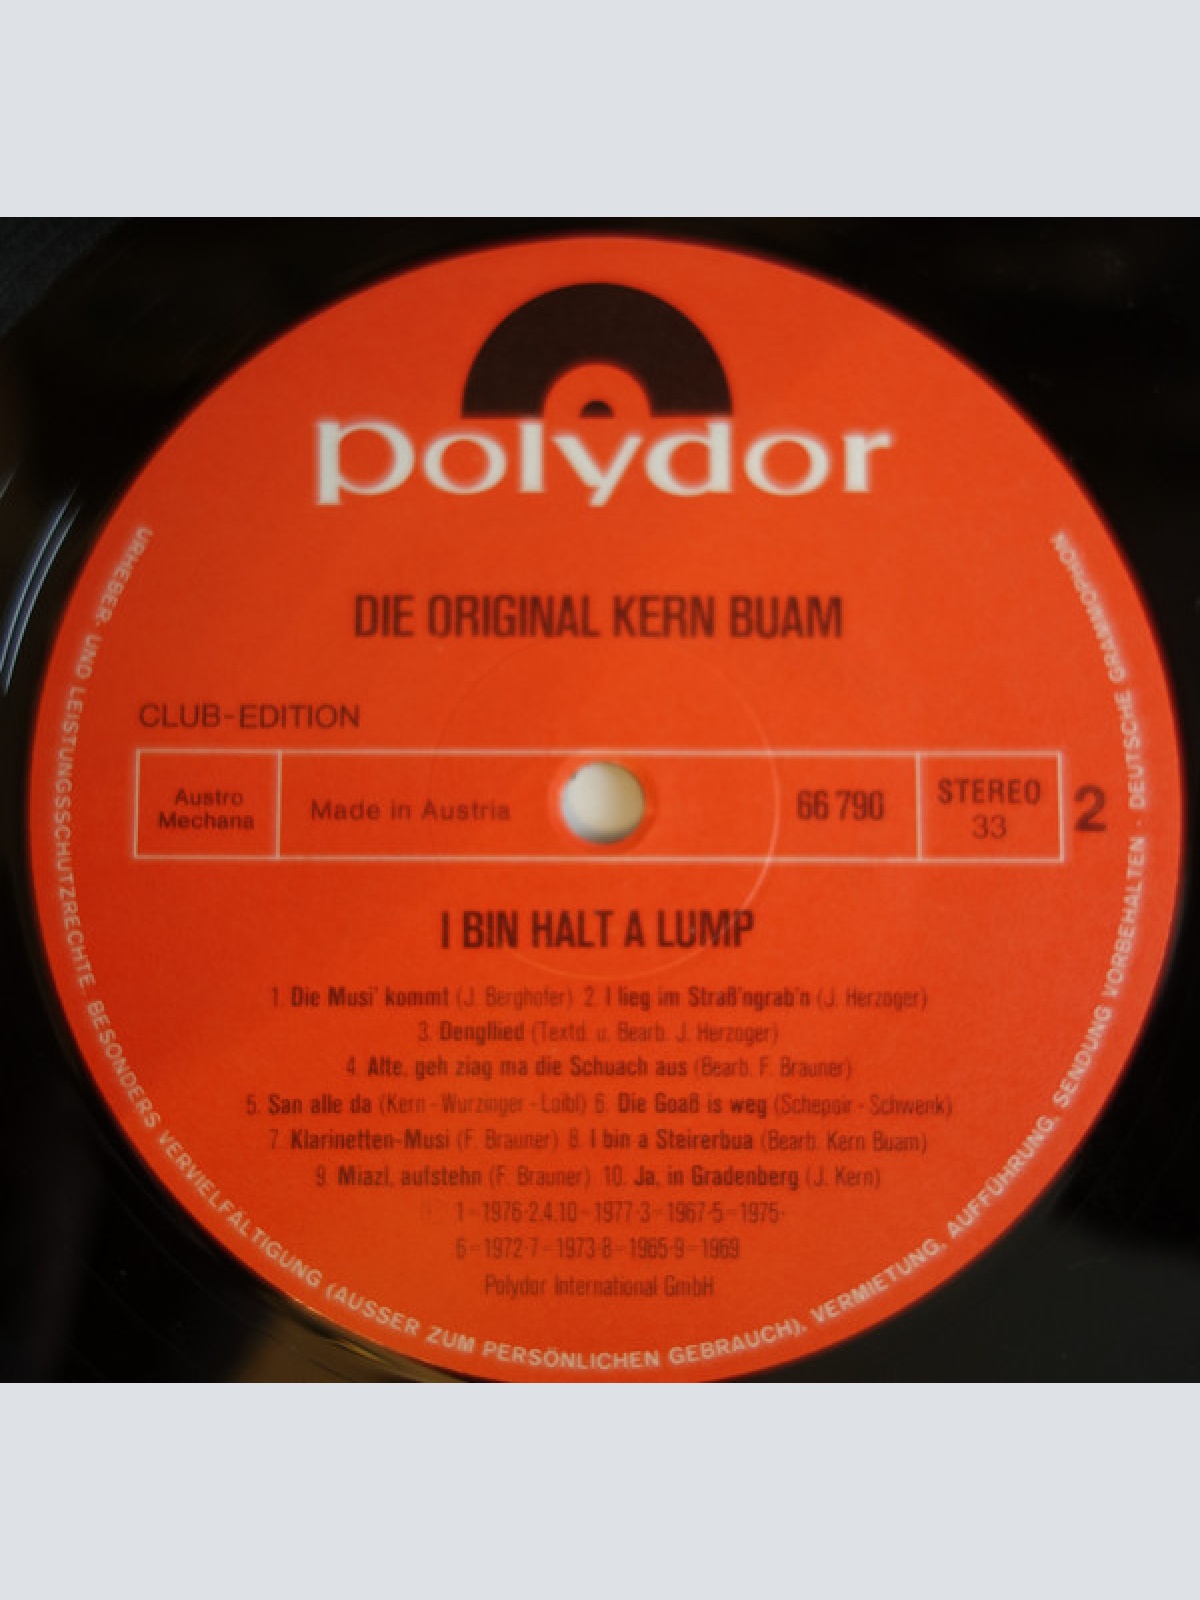 polydor
DIE ORIGINAL KERN BUAM
CLUB-EDITION
Austro
Mechana
Made in Austria
66 790
STEREO
33
2
I BIN HALT A LUMP
1. Die Musi' kommt (J. Berghofer) 2. I lieg im Straß'ngrab'n (J. Herzoger)
3. Dengllied (Textd. u. Bearb. J. Herzoger)
4. Alte, geh ziag ma die Schuach aus (Bearb. F. Brauner)
5. San alle da (Kern - Wurzinger - Loibl) 6. Die Goaß is weg (Schepoir - Schwenk)
7. Klarinetten-Musi (F. Brauner) 8. I bin a Steirerbua (Bearb. Kern Buam)
9. Miazl, aufstehn (F. Brauner) 10. Ja, in Gradenberg (J. Kern)
1-1976·2.4.10-1977·3-1967·5-1975·
6-1972·7-1973·8-1965·9-1969
Polydor International GmbH
URHEBER- UND LEISTUNGSSCHUTZRECHTE, BESONDERS VERVIELFÄLTIGUNG (AUSSER ZUM PERSÖNLICHEN GEBRAUCH), VERMIETUNG, AUFFÜHRUNG, SENDUNG VORBEHALTEN · DEUTSCHE GRAMMOPHON